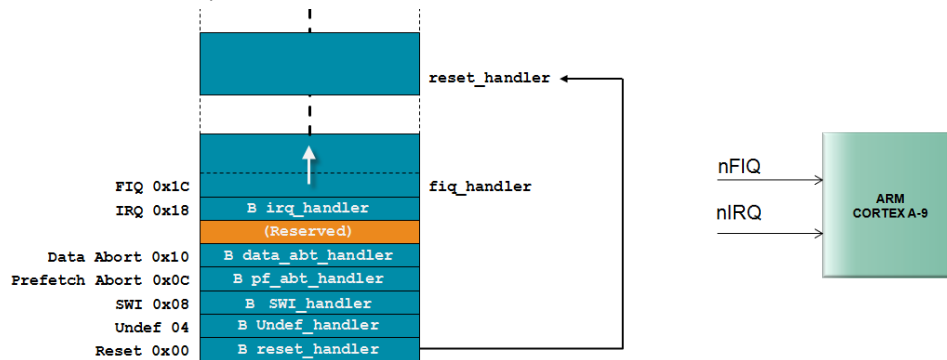 reset_handler
FIQ 0x1C
fiq_handler
IRQ 0x18
B irq_handler
(Reserved)
Data Abort 0x10
B data_abt_handler
Prefetch Abort 0x0C
B pf_abt_handler
SWI 0x08
B SWI_handler
Undef 04
B Undef_handler
Reset 0x00
B reset_handler
nFIQ
nIRQ
ARM
CORTEX A-9